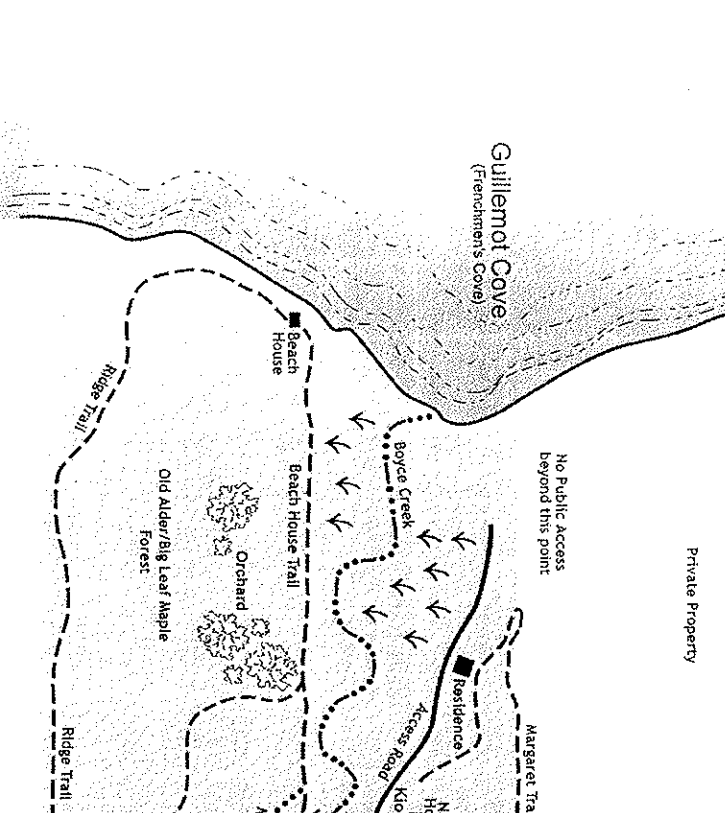 Guillemot Cove
(Frenchmen's Cove)
No Public Access
beyond this point
Private Property
Beach
House
Ridge Trail
Boyce Creek
Beach House Trail
Old Alder/Big Leaf Maple
Forest
Orchard
Residence
Access Road
Margaret Tra
Ridge Trail
Kio